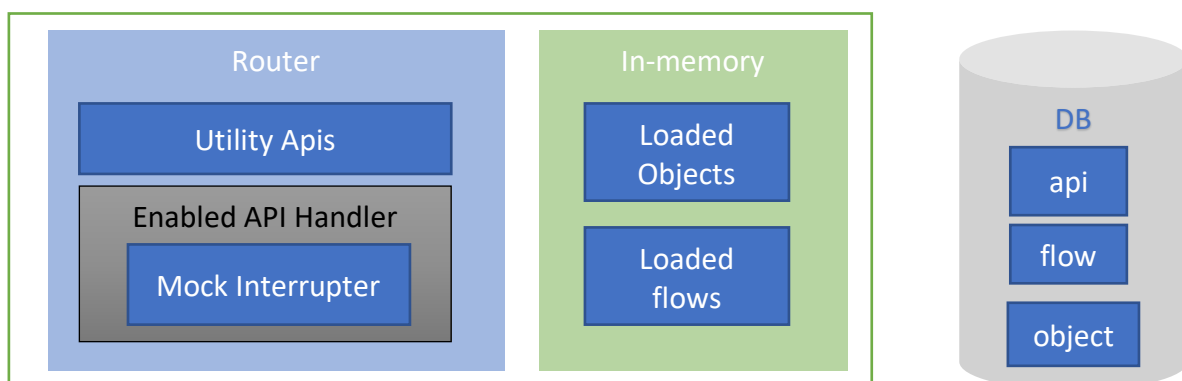 Router
Utility Apis
Enabled API Handler
Mock Interrupter
In-memory
Loaded
Objects
Loaded
flows
DB
api
flow
object